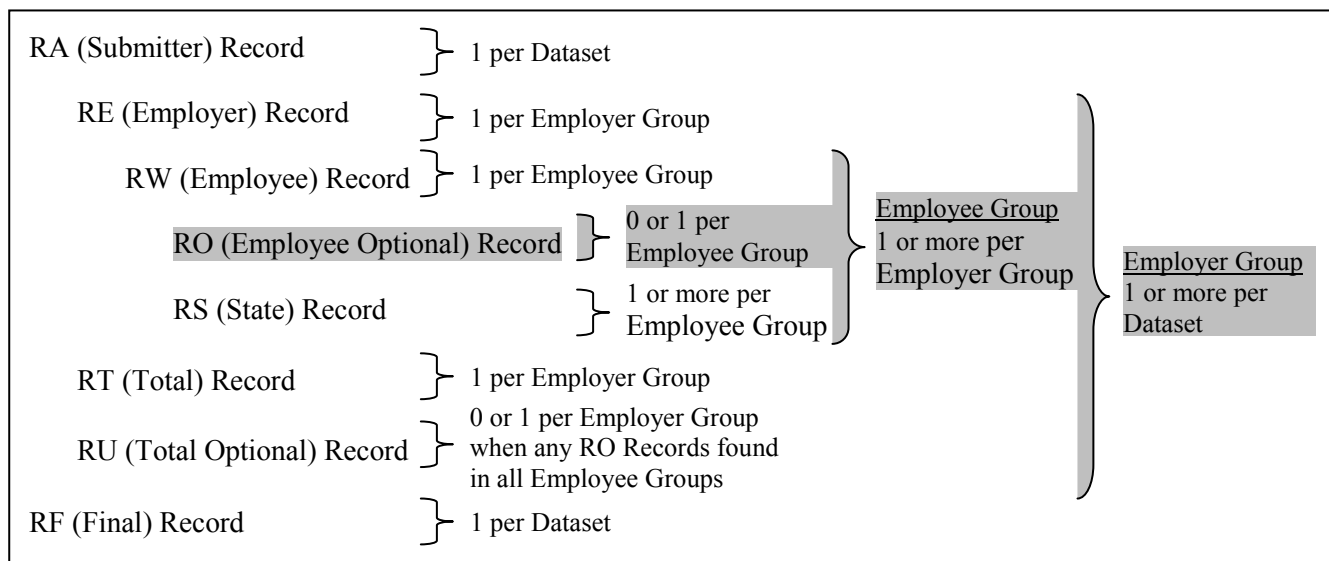 RA (Submitter) Record
1 per Dataset
RE (Employer) Record
1 per Employer Group
RW (Employee) Record
1 per Employee Group
RO (Employee Optional) Record
0 or 1 per
Employee Group
RS (State) Record
1 or more per
Employee Group
Employee Group
1 or more per
Employer Group
Employer Group
1 or more per
Dataset
RT (Total) Record
1 per Employer Group
RU (Total Optional) Record
0 or 1 per Employer Group
when any RO Records found
in all Employee Groups
RF (Final) Record
1 per Dataset